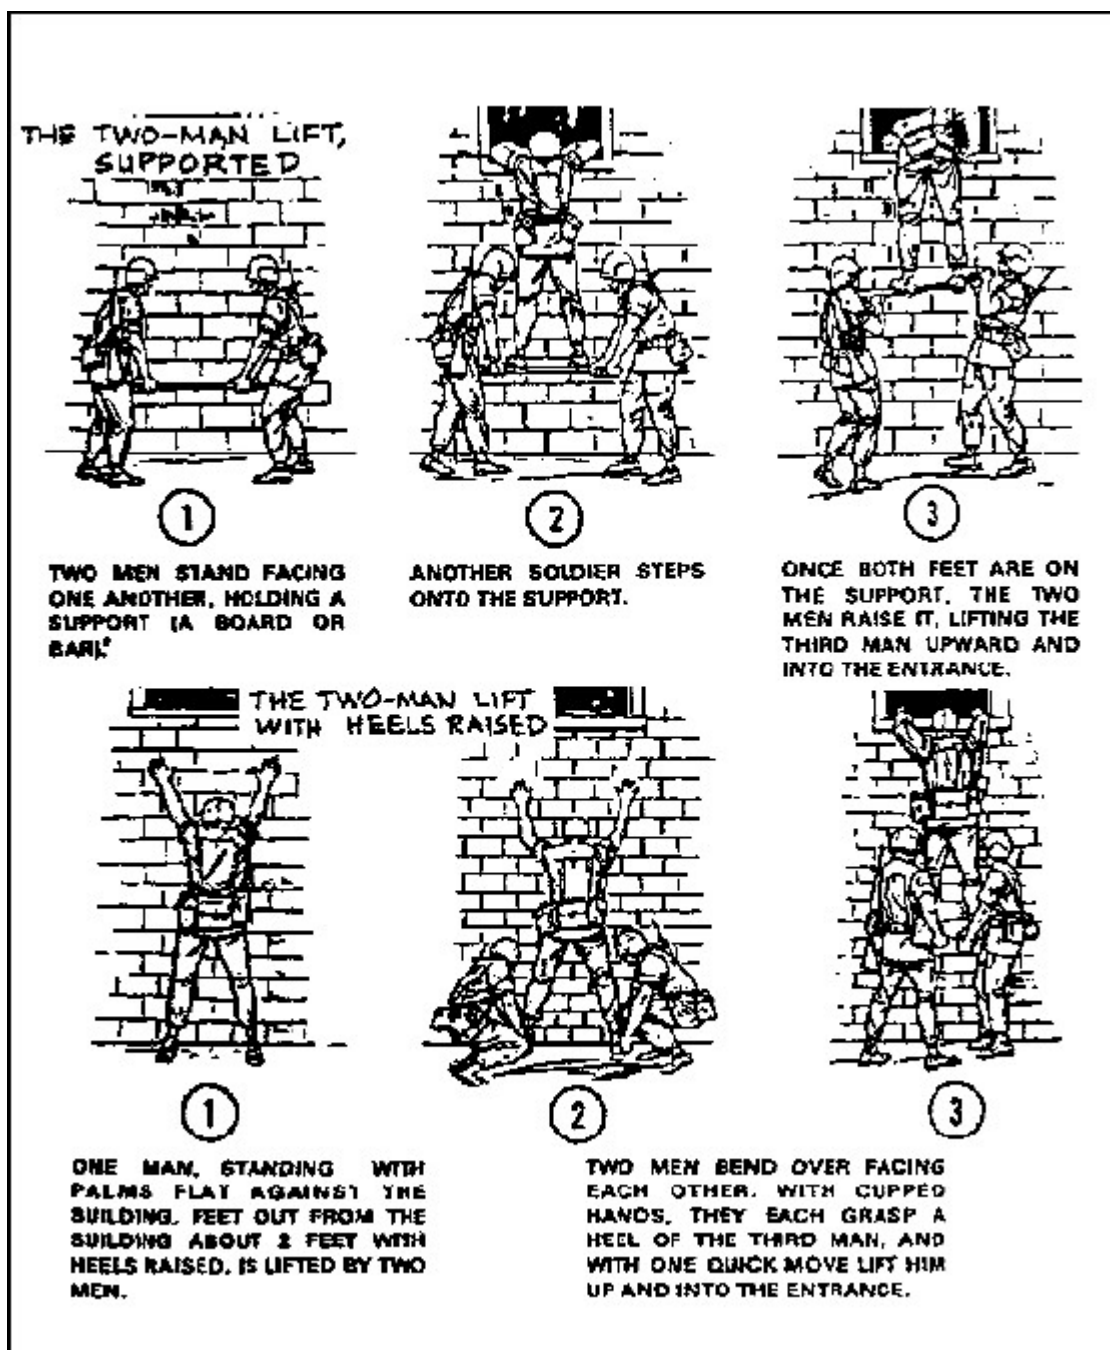 THE TWO-MAN LIFT,
SUPPORTED
1
2
3
TWO MEN STAND FACING
ONE ANOTHER, HOLDING A
SUPPORT (A BOARD OR
BAR)."
ANOTHER SOLDIER STEPS
ONTO THE SUPPORT.
ONCE BOTH FEET ARE ON
THE SUPPORT, THE TWO
MEN RAISE IT, LIFTING THE
THIRD MAN UPWARD AND
INTO THE ENTRANCE.
THE TWO-MAN LIFT
WITH HEELS RAISED
1
2
3
ONE MAN, STANDING WITH
PALMS FLAT AGAINST THE
BUILDING, FEET OUT FROM THE
BUILDING ABOUT 2 FEET WITH
HEELS RAISED, IS LIFTED BY TWO
MEN.
TWO MEN BEND OVER FACING
EACH OTHER. WITH CUPPED
HANDS, THEY EACH GRASP A
HEEL OF THE THIRD MAN, AND
WITH ONE QUICK MOVE LIFT HIM
UP AND INTO THE ENTRANCE.